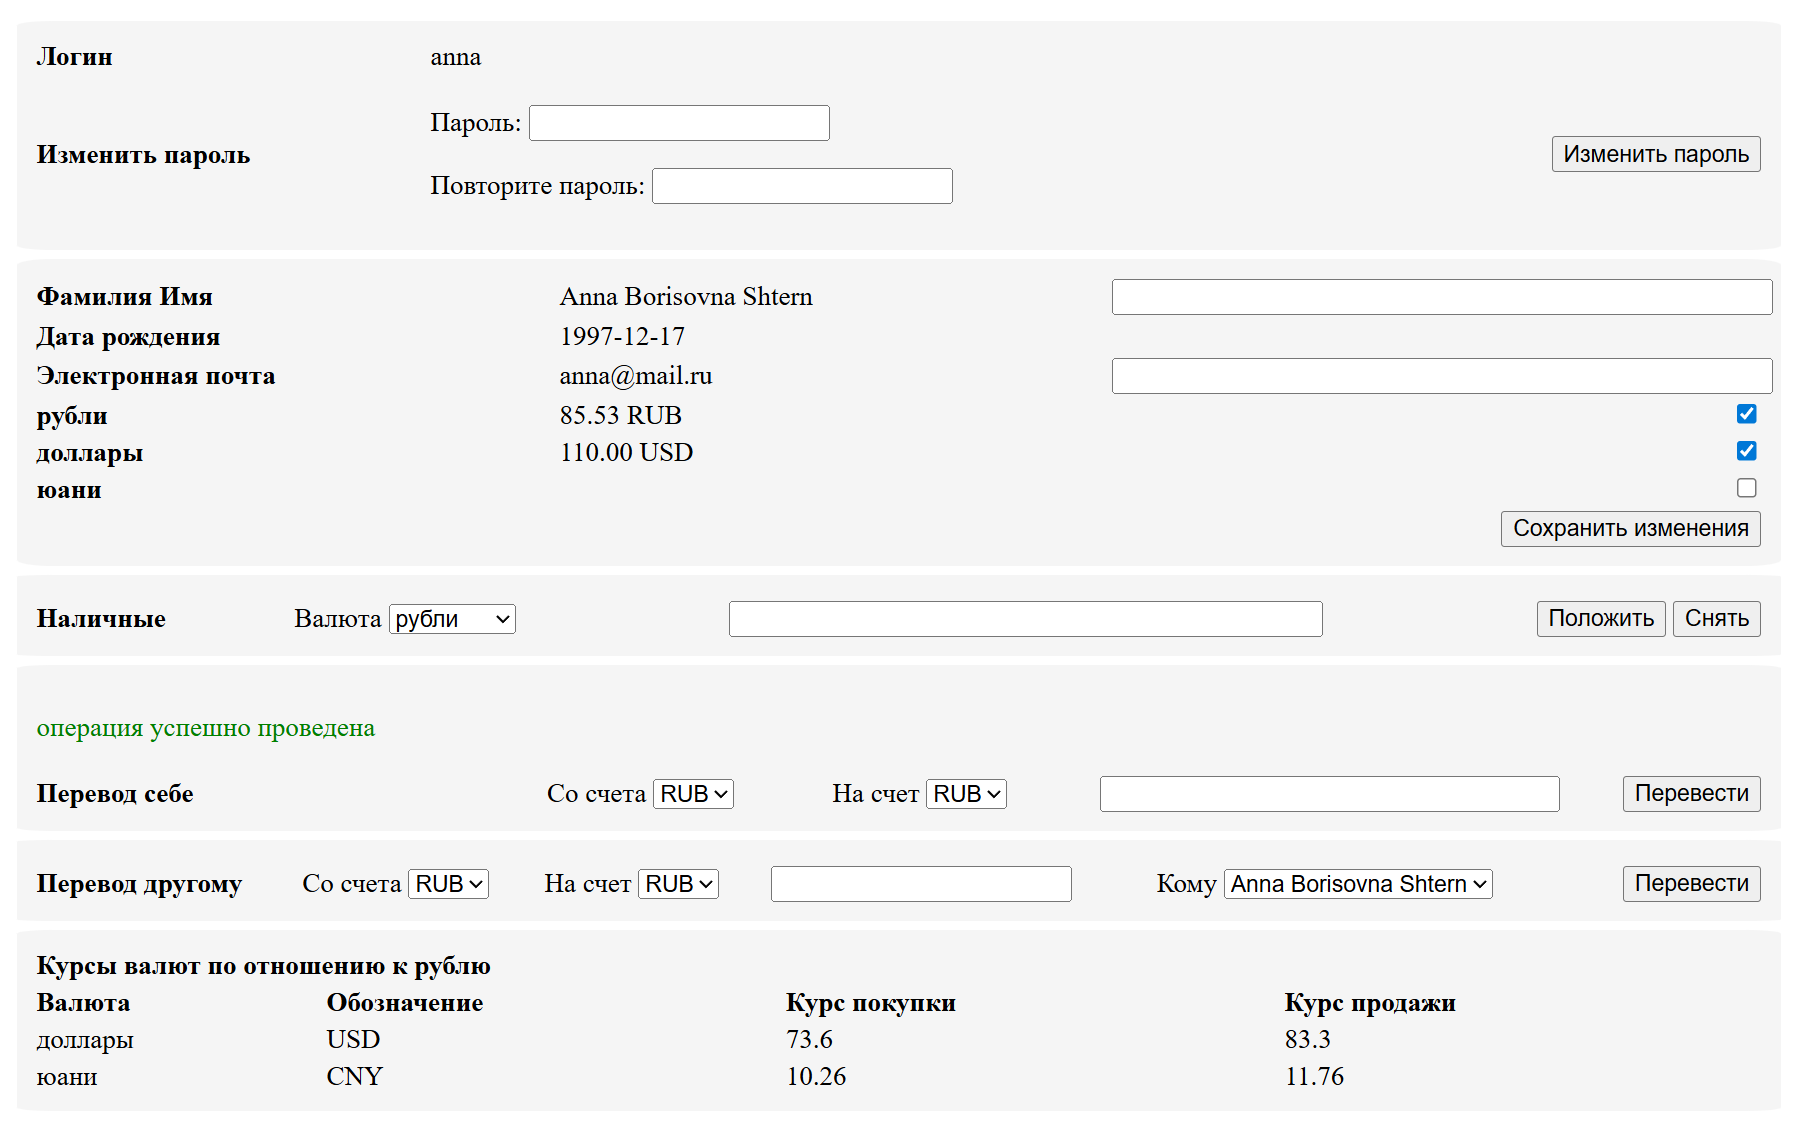 Логин anna
Пароль:
Изменить пароль Изменить пароль
Повторите пароль:
Фамилия Имя Anna Borisovna Shtern
Дата рождения 1997-12-17
Электронная почта anna@mail.ru
рубли 85.53 RUB
доллары 110.00 USD
юани
Сохранить изменения
Наличные Валюта рубли Положить Снять
операция успешно проведена
Перевод себе Со счета RUB На счет RUB Перевести
Перевод другому Со счета RUB На счет RUB Кому Anna Borisovna Shtern Перевести
Курсы валют по отношению к рублю
Валюта Обозначение Курс покупки Курс продажи
доллары USD 73.6 83.3
юани CNY 10.26 11.76